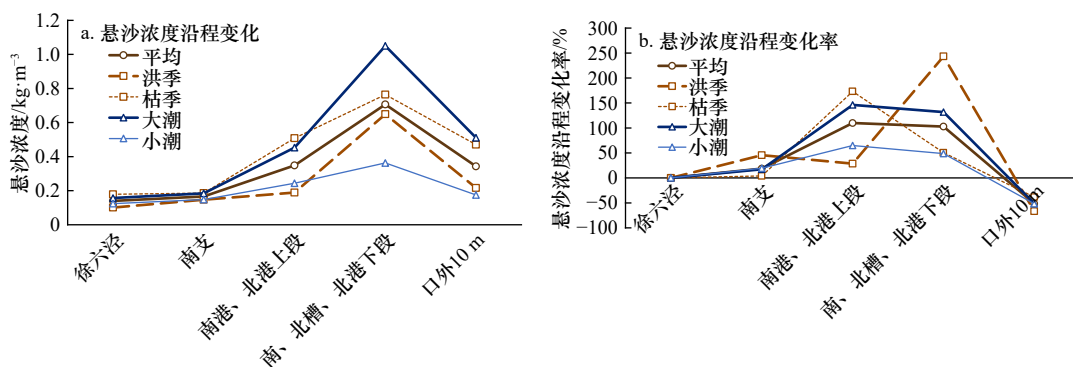 a. 悬沙浓度沿程变化
平均
洪季
枯季
大潮
小潮
悬沙浓度/kg·m⁻³
1.2
1.0
0.8
0.6
0.4
0.2
0
徐六泾
南支
南港、北港上段
南、北槽、北港下段
口外10 m
b. 悬沙浓度沿程变化率
平均
洪季
枯季
大潮
小潮
悬沙浓度沿程变化率/%
300
250
200
150
100
50
0
−50
−100
徐六泾
南支
南港、北港上段
南、北槽、北港下段
口外10 m